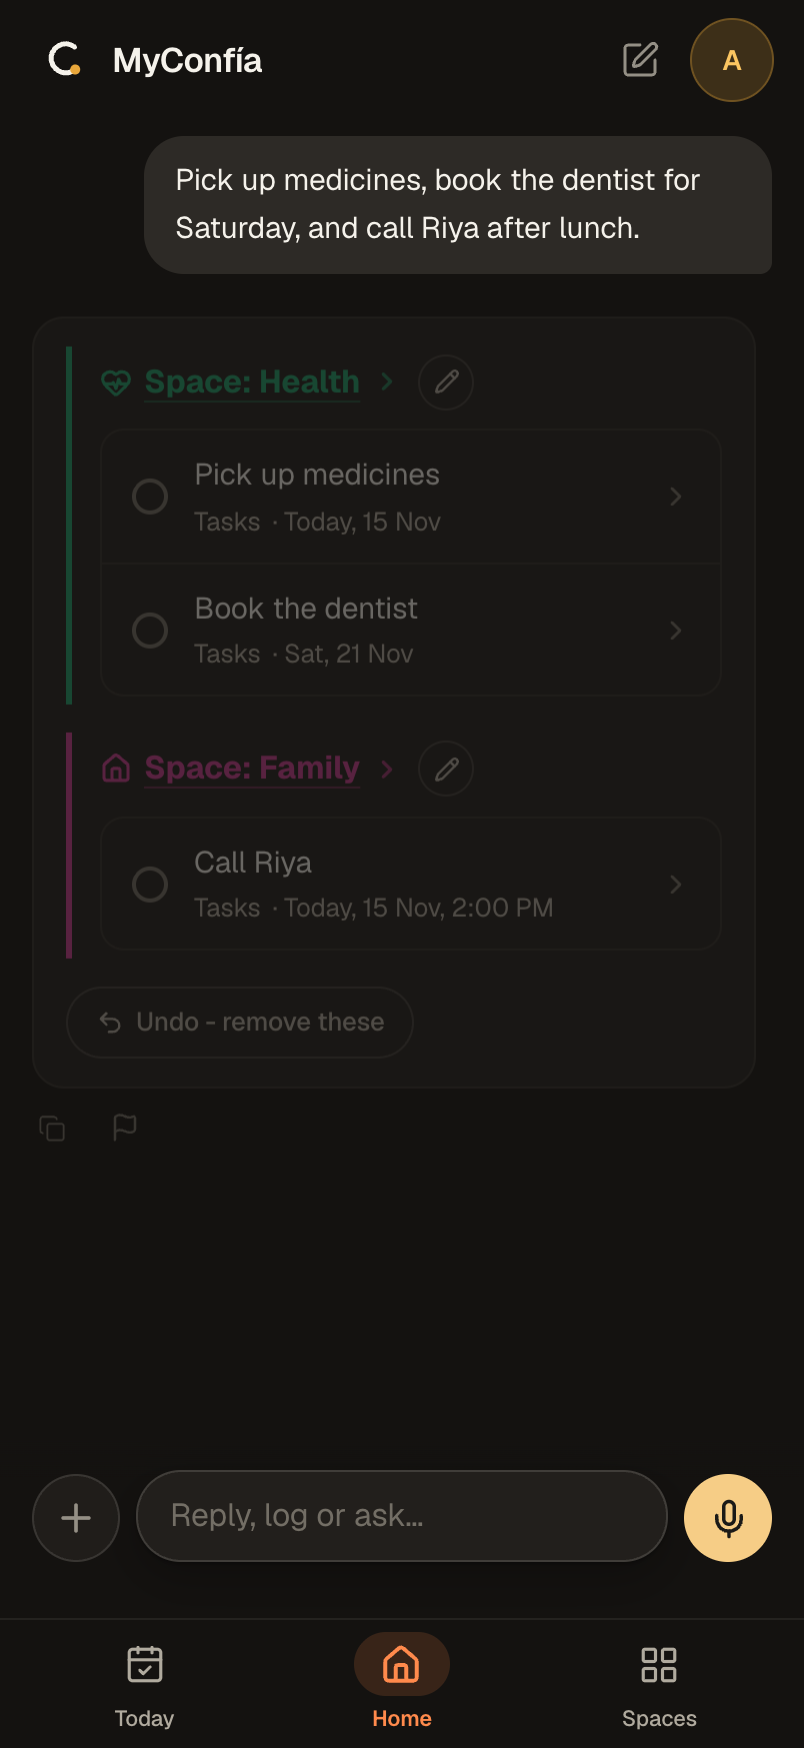 MyConfía
A
Pick up medicines, book the dentist for
Saturday, and call Riya after lunch.
Space: Health
Pick up medicines
Tasks · Today, 15 Nov
Book the dentist
Tasks · Sat, 21 Nov
Space: Family
Call Riya
Tasks · Today, 15 Nov, 2:00 PM
Undo - remove these
Reply, log or ask...
Today
Home
Spaces